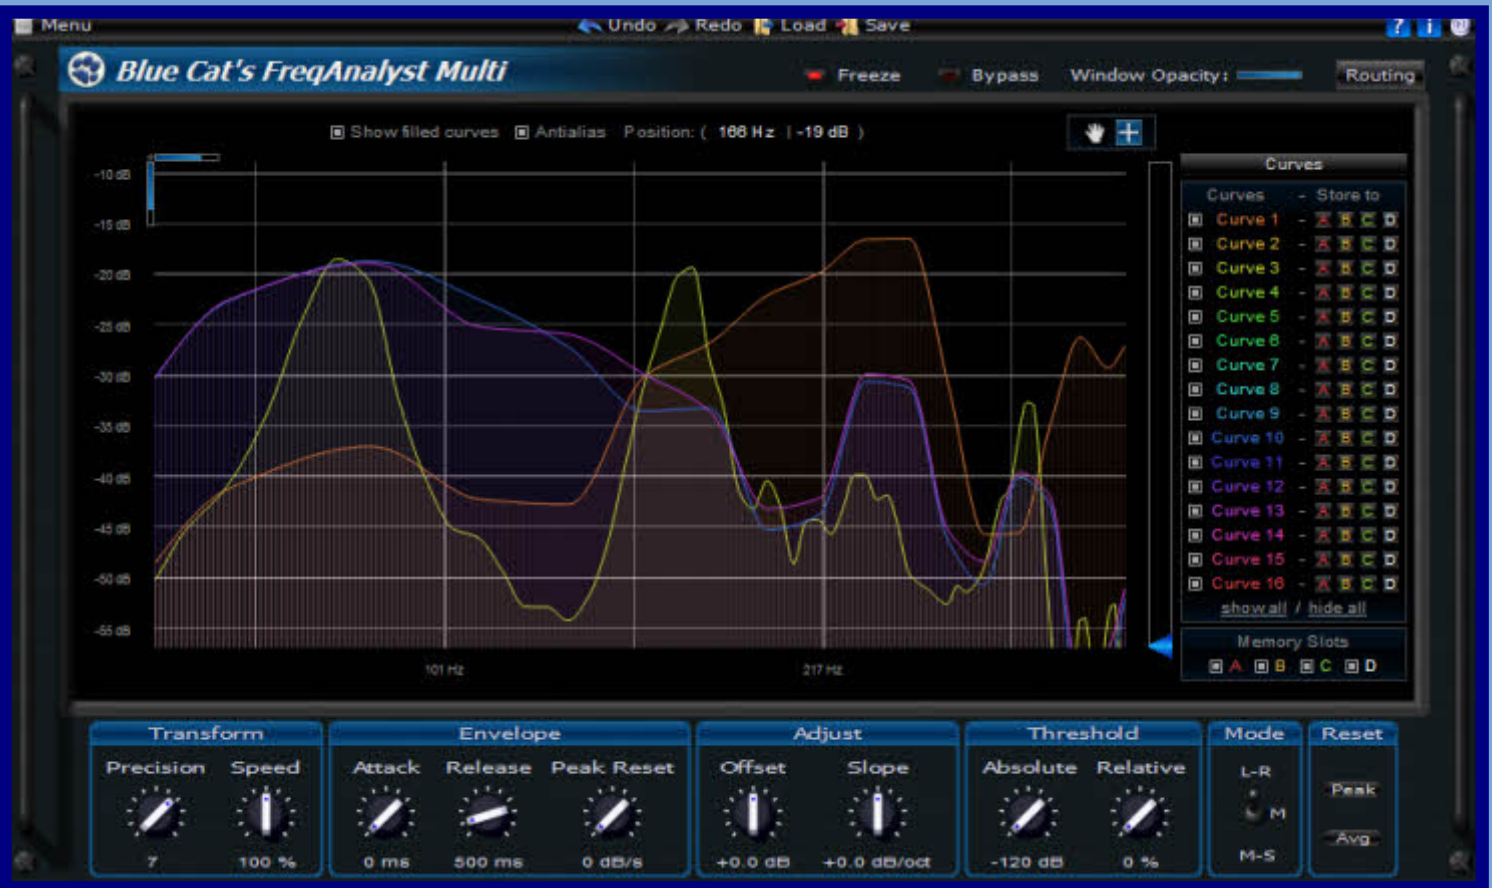 Menu Undo Redo Load Save ? i
Blue Cat's FreqAnalyst Multi Freeze Bypass Window Opacity: Routing
Show filled curves Antialias Position: ( 166 Hz | -19 dB )
Curves
Curves - Store to
Curve 1 - A B C D
Curve 2 - A B C D
Curve 3 - A B C D
Curve 4 - A B C D
Curve 5 - A B C D
Curve 6 - A B C D
Curve 7 - A B C D
Curve 8 - A B C D
Curve 9 - A B C D
Curve 10 - A B C D
Curve 11 - A B C D
Curve 12 - A B C D
Curve 13 - A B C D
Curve 14 - A B C D
Curve 15 - A B C D
Curve 16 - A B C D
show all / hide all
Memory Slots
A B C D
-10 dB
-15 dB
-20 dB
-25 dB
-30 dB
-35 dB
-40 dB
-45 dB
-50 dB
-55 dB
101 Hz 217 Hz
Transform Envelope Adjust Threshold Mode Reset
Precision Speed Attack Release Peak Reset Offset Slope Absolute Relative L-R
Peak
M
Avg
M-S
7 100 % 0 ms 500 ms 0 dB/s +0.0 dB +0.0 dB/oct -120 dB 0 %